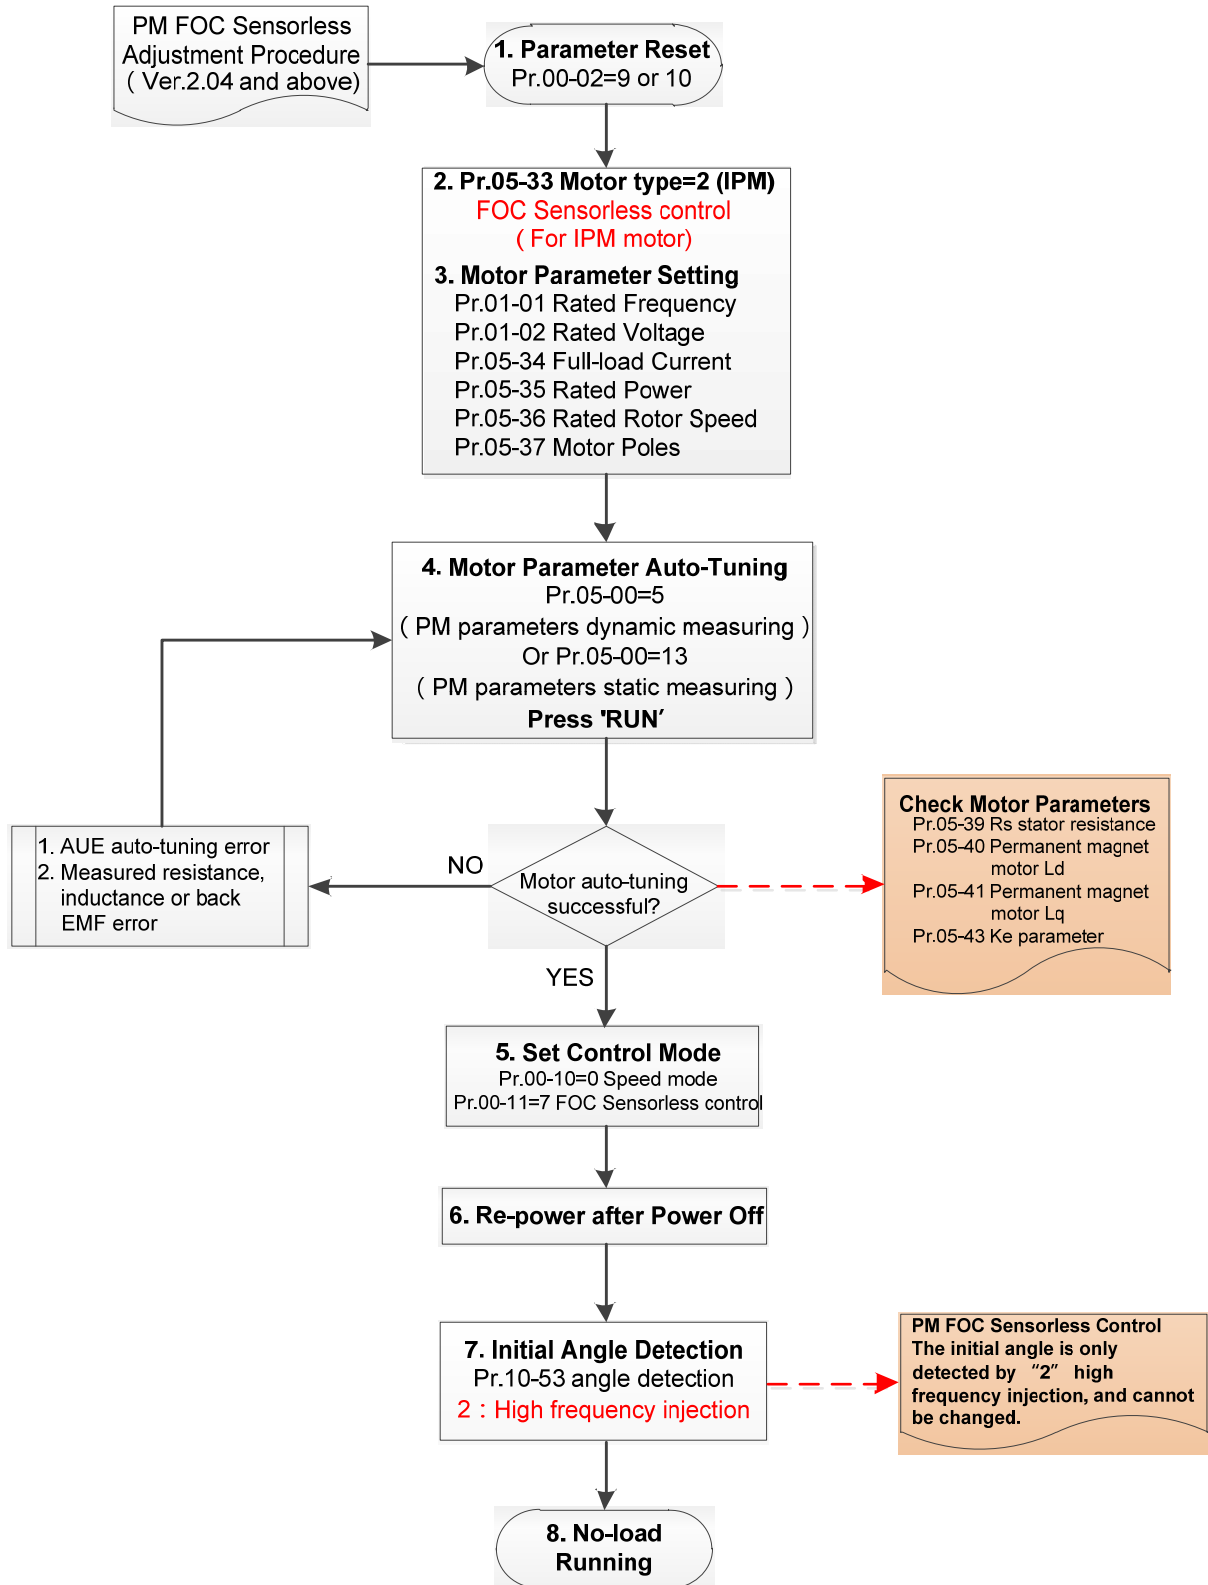 PM FOC Sensorless
Adjustment Procedure
( Ver.2.04 and above)
1. Parameter Reset
Pr.00-02=9 or 10
2. Pr.05-33 Motor type=2 (IPM)
FOC Sensorless control
( For IPM motor)
3. Motor Parameter Setting
Pr.01-01 Rated Frequency
Pr.01-02 Rated Voltage
Pr.05-34 Full-load Current
Pr.05-35 Rated Power
Pr.05-36 Rated Rotor Speed
Pr.05-37 Motor Poles
4. Motor Parameter Auto-Tuning
Pr.05-00=5
( PM parameters dynamic measuring )
Or Pr.05-00=13
( PM parameters static measuring )
Press 'RUN′
1. AUE auto-tuning error
2. Measured resistance,
inductance or back
EMF error
NO
Motor auto-tuning
successful?
YES
Check Motor Parameters
Pr.05-39 Rs stator resistance
Pr.05-40 Permanent magnet
motor Ld
Pr.05-41 Permanent magnet
motor Lq
Pr.05-43 Ke parameter
5. Set Control Mode
Pr.00-10=0 Speed mode
Pr.00-11=7 FOC Sensorless control
6. Re-power after Power Off
7. Initial Angle Detection
Pr.10-53 angle detection
2 : High frequency injection
PM FOC Sensorless Control
The initial angle is only
detected by “2” high
frequency injection, and cannot
be changed.
8. No-load
Running